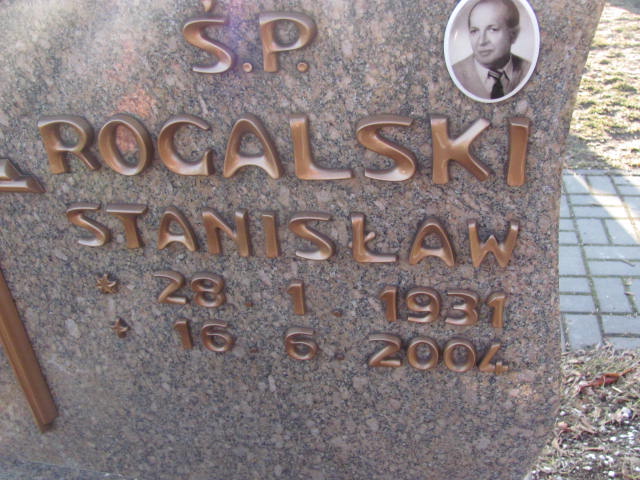 Ś.P.
ROGALSKI
STANISŁAW
* 28. 1. 1931
* 16. 6. 2004